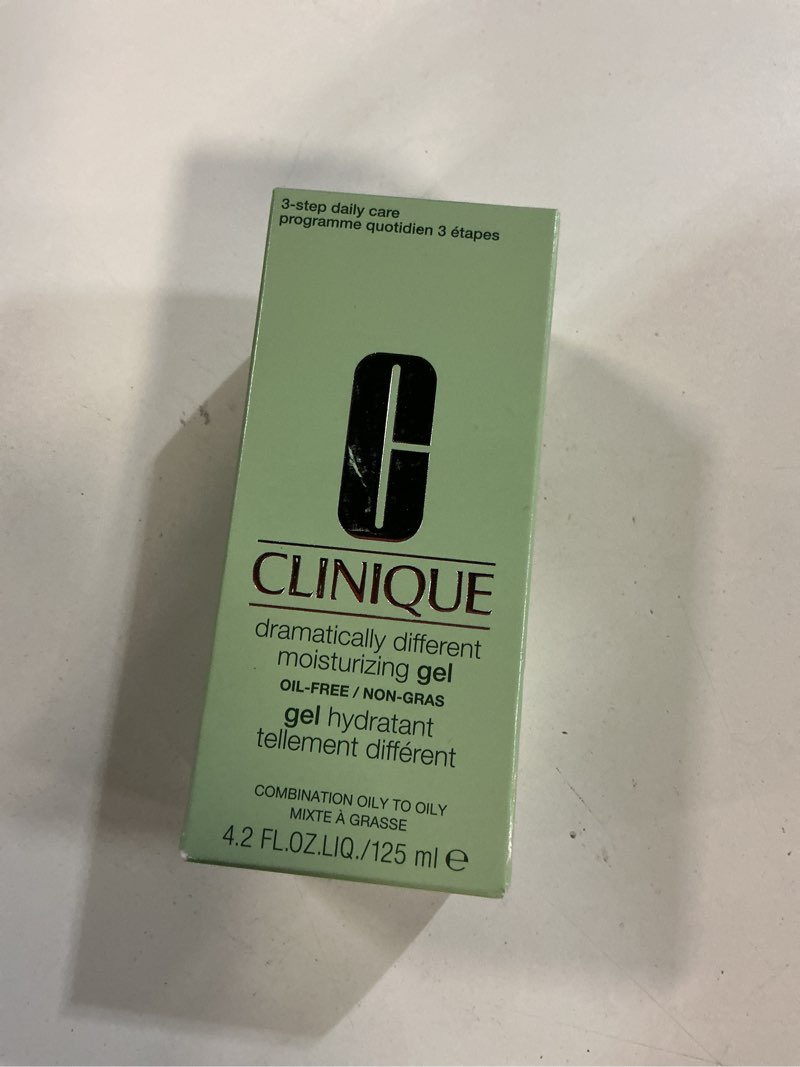 3-step daily care
programme quotidien 3 étapes
C
CLINIQUE
dramatically different
moisturizing gel
OIL-FREE / NON-GRAS
gel hydratant
tellement différent
COMBINATION OILY TO OILY
MIXTE À GRASSE
4.2 FL.OZ.LIQ./125 ml ℮